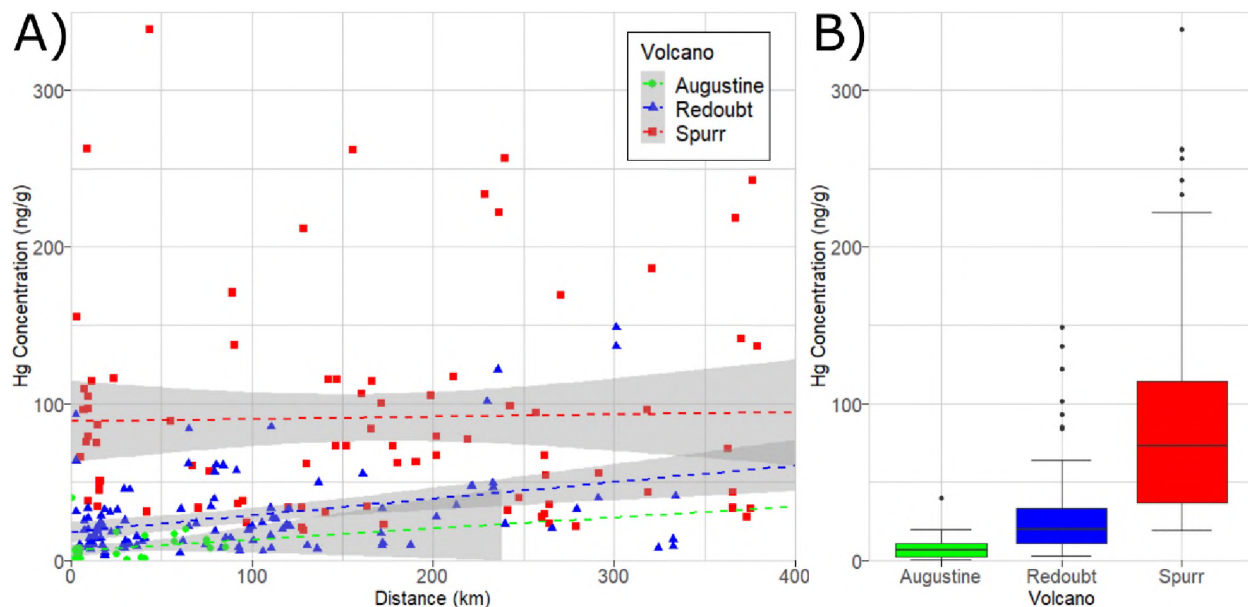 A)
Hg Concentration (ng/g)
300
200
100
0
0 100 200 300 400
Distance (km)
Volcano
Augustine
Redoubt
Spurr
B)
Hg Concentration (ng/g)
300
200
100
0
Augustine Redoubt Spurr
Volcano